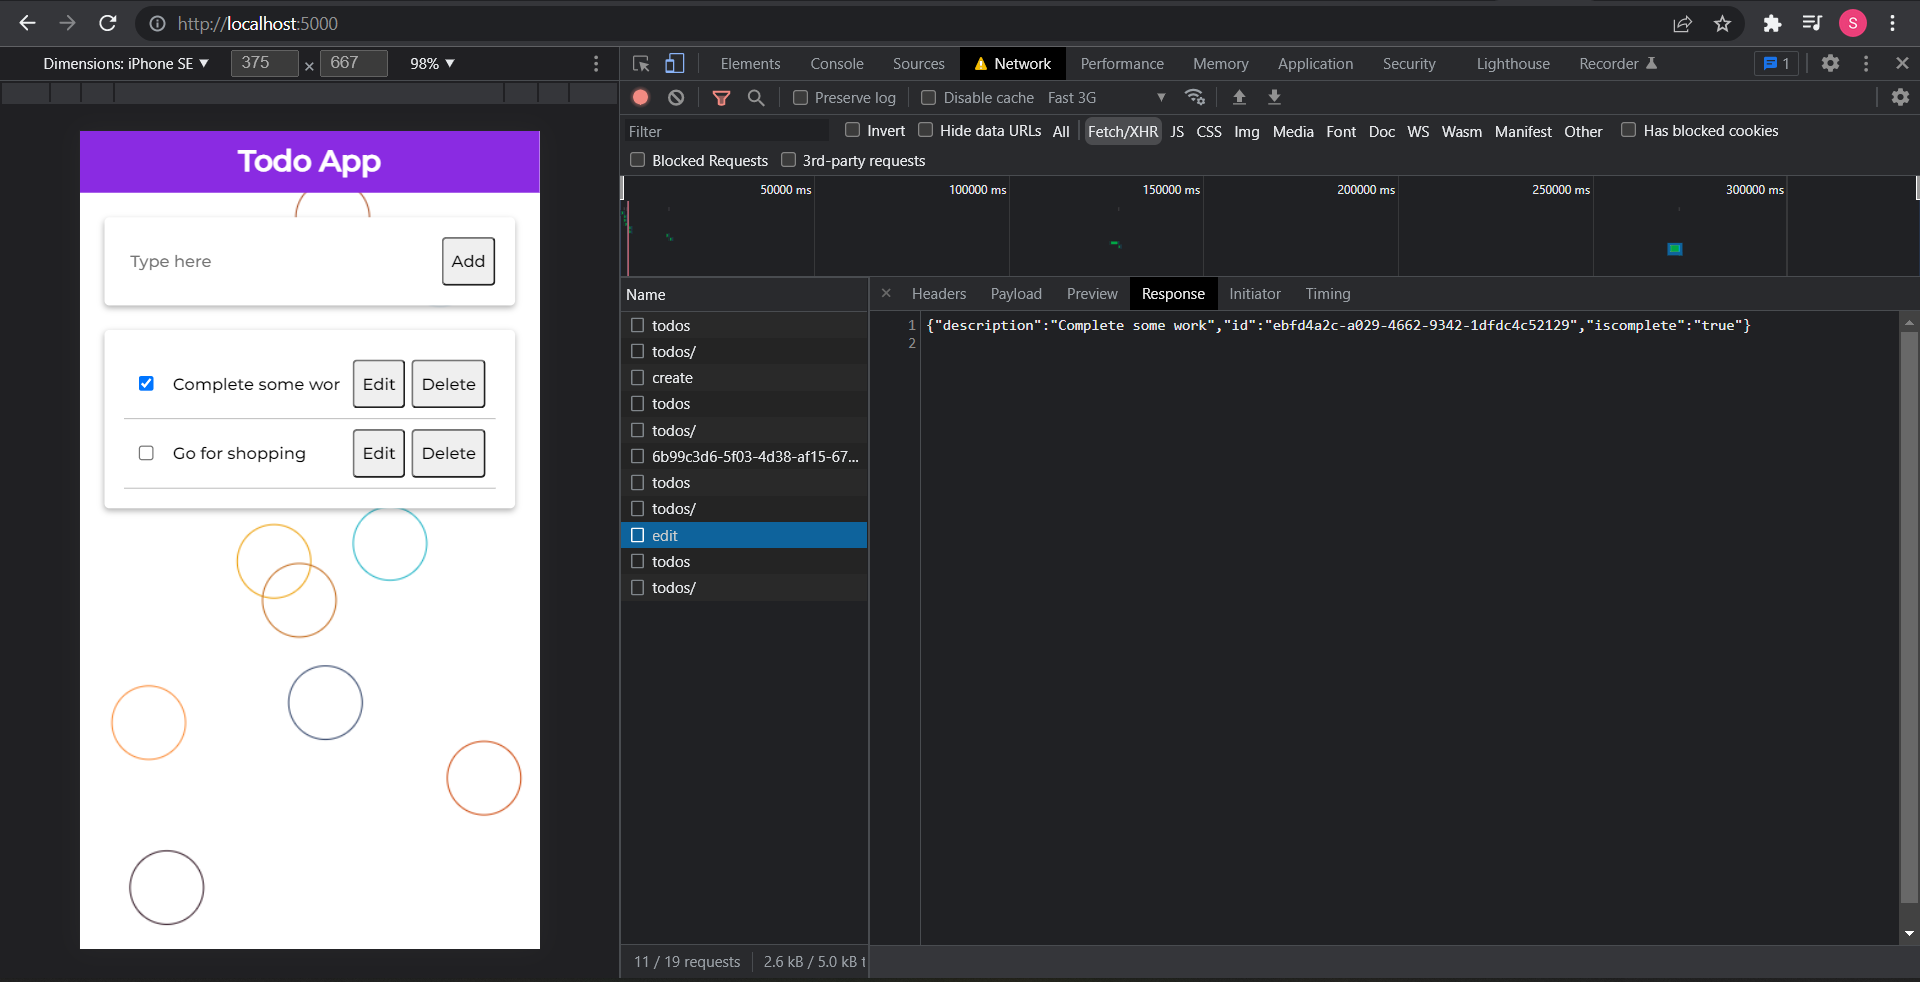 http://localhost:5000
S
Dimensions: iPhone SE ▼ 375 × 667 98% ▼
Elements Console Sources Network Performance Memory Application Security Lighthouse Recorder 1
Preserve log Disable cache Fast 3G ▼
Filter Invert Hide data URLs All Fetch/XHR JS CSS Img Media Font Doc WS Wasm Manifest Other Has blocked cookies
Blocked Requests 3rd-party requests
50000 ms 100000 ms 150000 ms 200000 ms 250000 ms 300000 ms
Todo App
Type here Add
Complete some wor Edit Delete
Go for shopping Edit Delete
Name
todos
todos/
create
todos
todos/
6b99c3d6-5f03-4d38-af15-67...
todos
todos/
edit
todos
todos/
11 / 19 requests 2.6 kB / 5.0 kB t
Headers Payload Preview Response Initiator Timing
1 {"description":"Complete some work","id":"ebfd4a2c-a029-4662-9342-1dfdc4c52129","iscomplete":"true"}
2